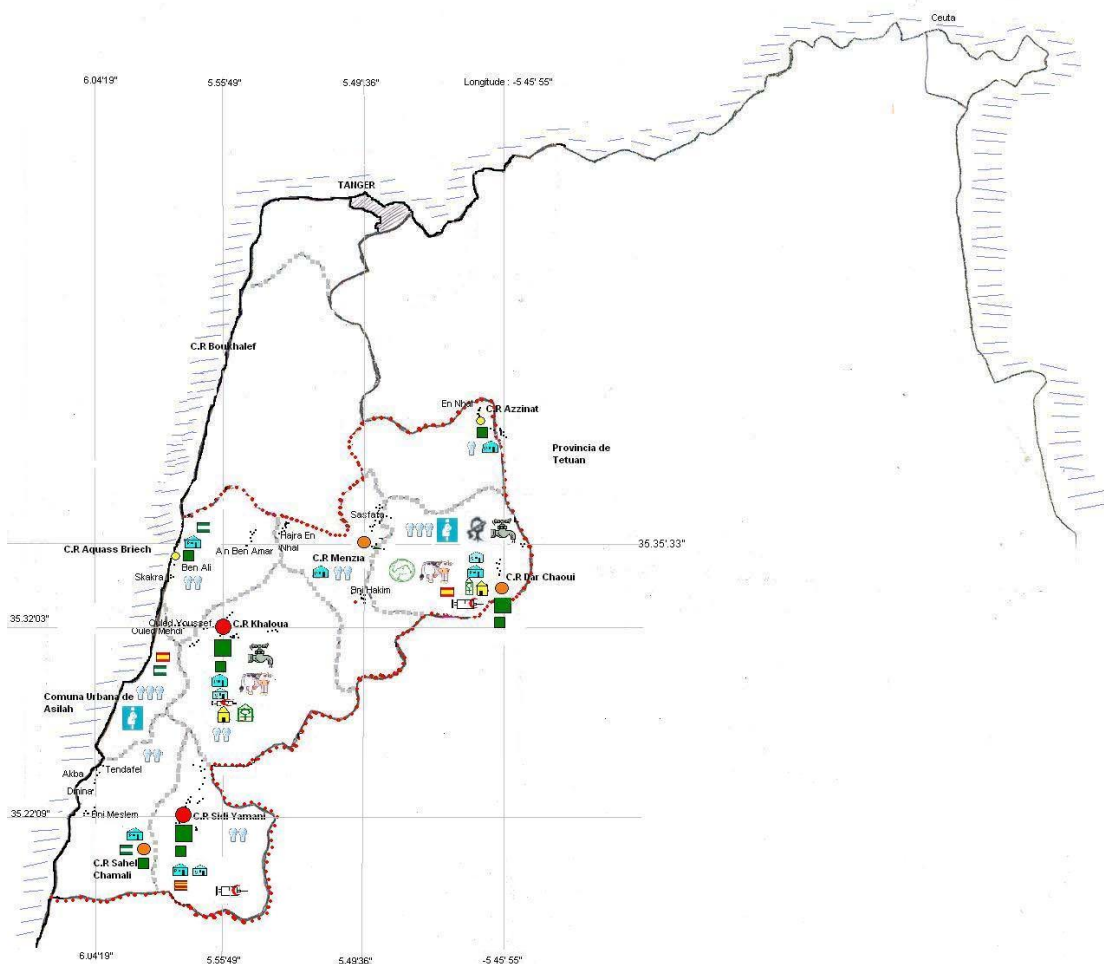 Ceuta
6.04'19"
5.55'49"
5.49'36"
Longitude : -5 45' 55"
TANGER
C.R Boukhalef
En Nhal
C.R Azzinat
Provincia de
Tetuan
Sasfata
Hajra En
Nhal
Ain Ben Amar
C.R Aquass Briech
35.35'33"
Ben Ali
C.R Menzia
Skakra
C.R Dar Chaoui
Bni Hakim
35.32'03"
Ouled Youssef
C.R Khaloua
Ouled Mehdi
Comuna Urbana de
Asilah
Akba
Tendafel
Dmina
35.22'09"
Bni Meslem
C.R Sidi Yamani
C.R Sahel
Chamali
6.04'19"
5.55'49"
5.49'36"
-5 45' 55"